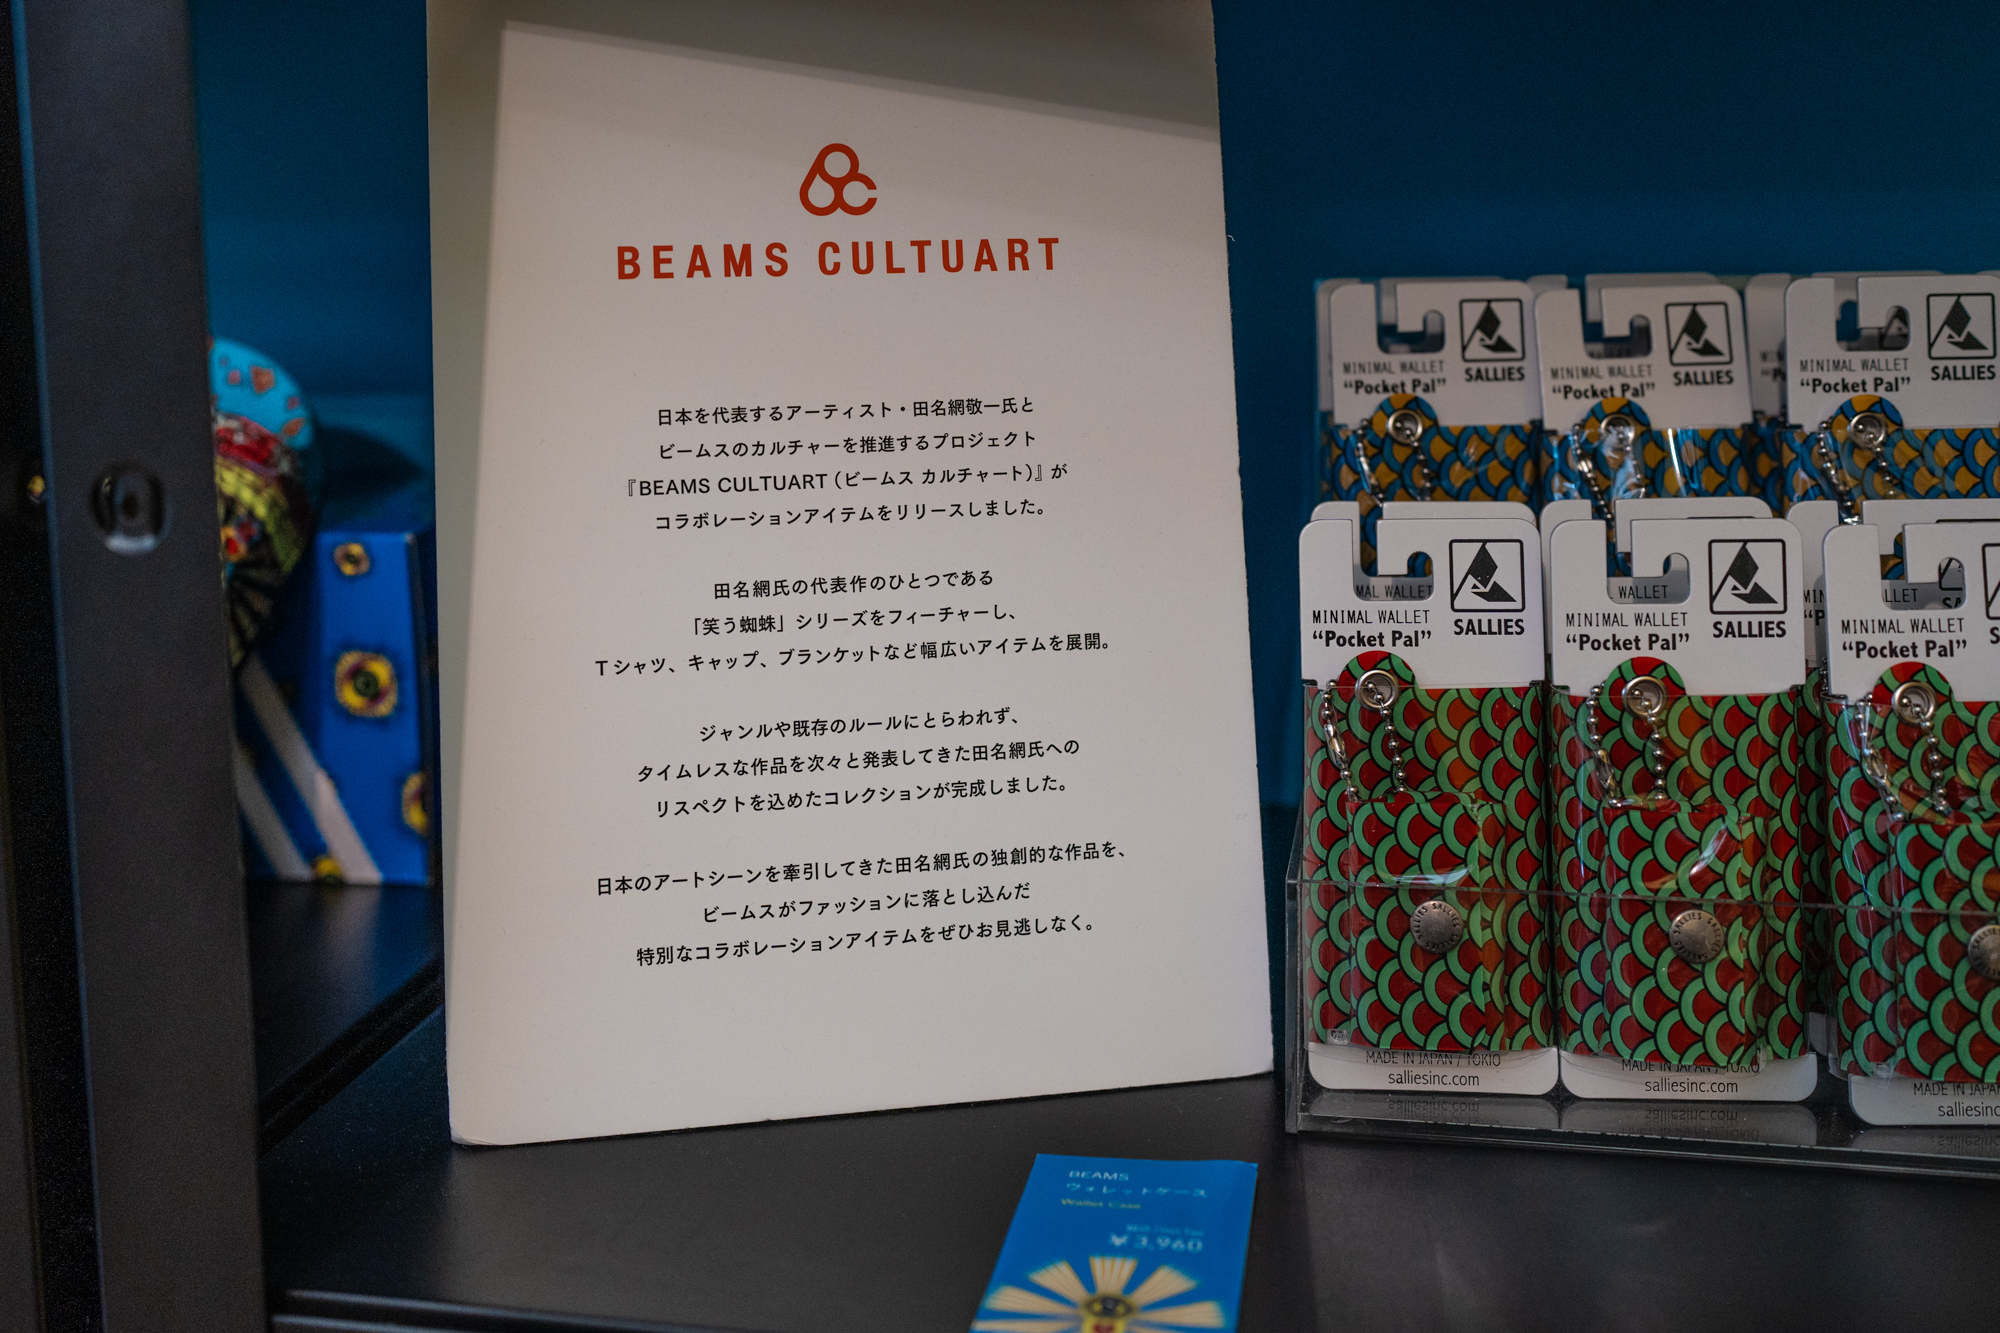 BEAMS CULTUART
日本を代表するアーティスト・田名網敬一氏と
ビームスのカルチャーを推進するプロジェクト
『BEAMS CULTUART（ビームス カルチャート）』が
コラボレーションアイテムをリリースしました。
田名網氏の代表作のひとつである
「笑う蜘蛛」シリーズをフィーチャーし、
Tシャツ、キャップ、ブランケットなど幅広いアイテムを展開。
ジャンルや既存のルールにとらわれず、
タイムレスな作品を次々と発表してきた田名網氏への
リスペクトを込めたコレクションが完成しました。
日本のアートシーンを牽引してきた田名網氏の独創的な作品を、
ビームスがファッションに落とし込んだ
特別なコラボレーションアイテムをぜひお見逃しなく。
MINIMAL WALLET
"Pocket Pal"
SALLIES
MINIMAL WALLET
"Pocket Pal"
SALLIES
MINIMAL WALLET
"Pocket Pal"
SALLIES
MINIMAL WALLET
"Pocket Pal"
SALLIES
MADE IN JAPAN / TOKIO
salliesinc.com
MINIMAL WALLET
"Pocket Pal"
SALLIES
MADE IN JAPAN / TOKIO
salliesinc.com
MINIMAL WALLET
"Pocket Pal"
MADE IN JAPAN
salliesinc
BEAMS
ウォレットケース
Wallet Case
¥3,960